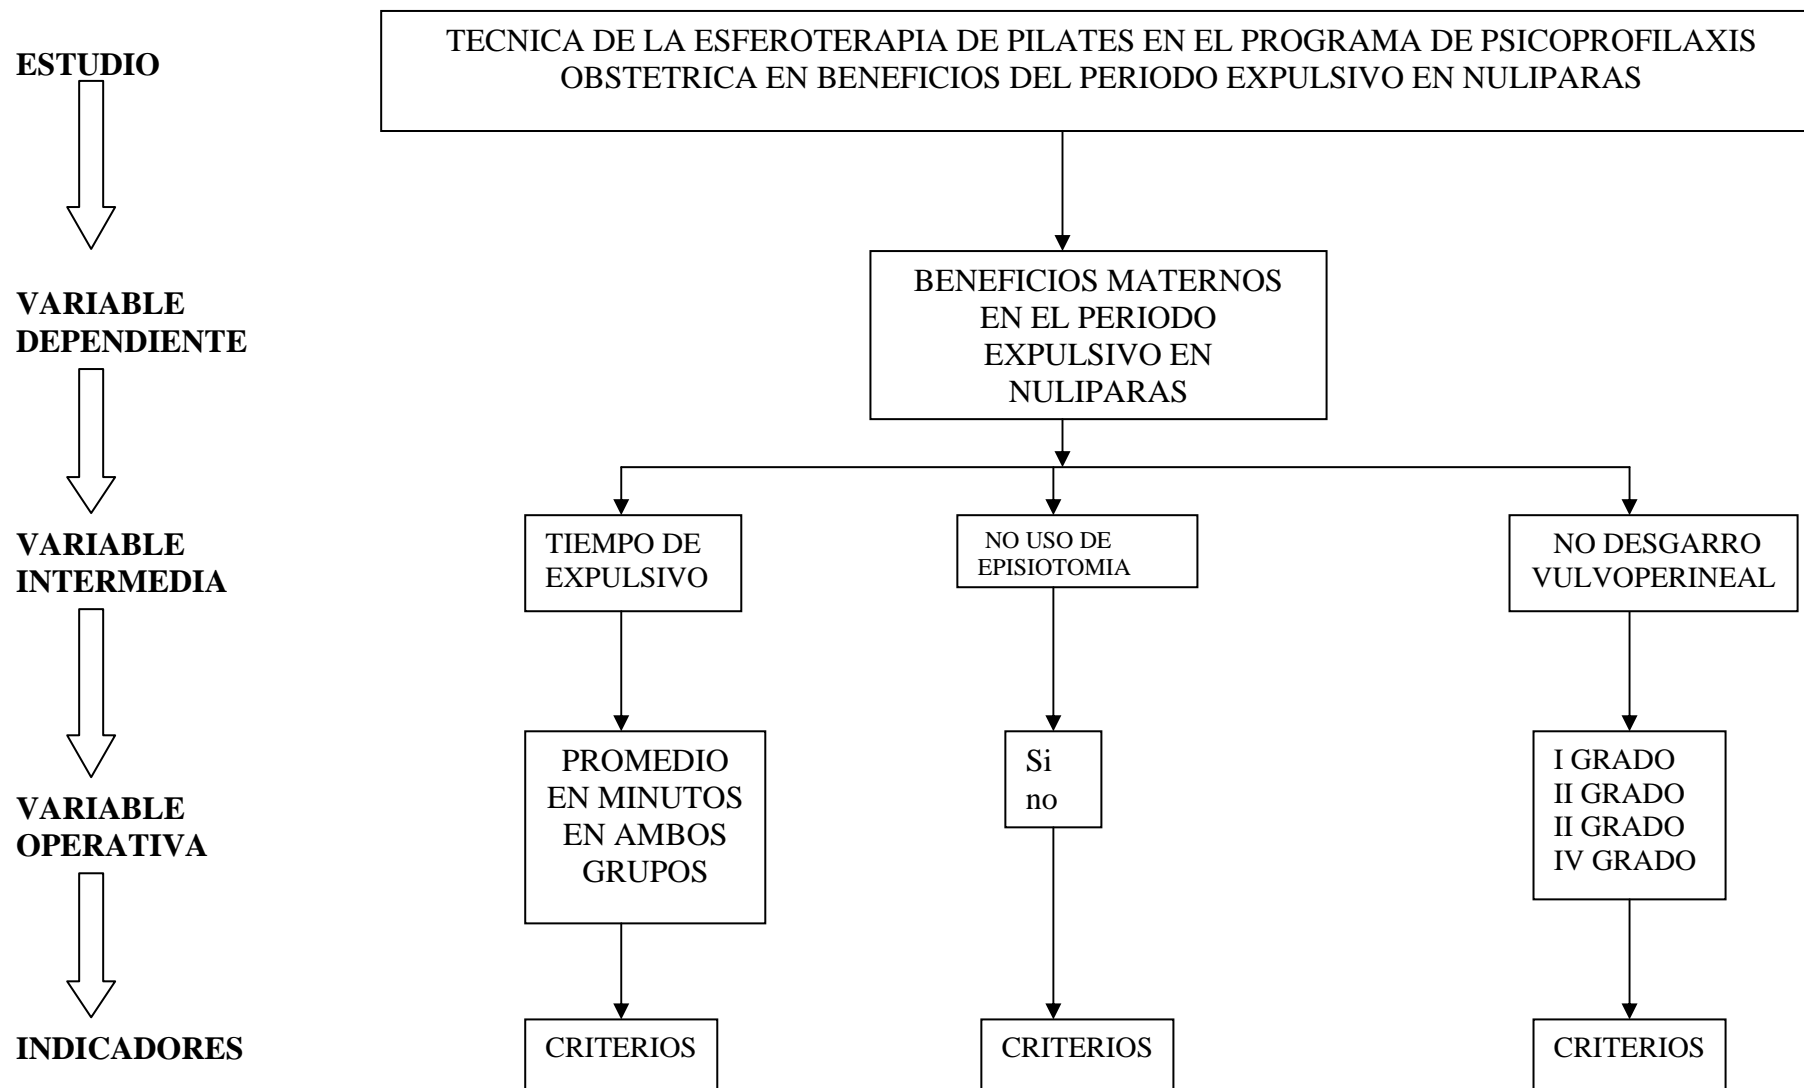 ESTUDIO
TECNICA DE LA ESFEROTERAPIA DE PILATES EN EL PROGRAMA DE PSICOPROFILAXIS
OBSTETRICA EN BENEFICIOS DEL PERIODO EXPULSIVO EN NULIPARAS
VARIABLE
DEPENDIENTE
BENEFICIOS MATERNOS
EN EL PERIODO
EXPULSIVO EN
NULIPARAS
VARIABLE
INTERMEDIA
TIEMPO DE
EXPULSIVO
NO USO DE
EPISIOTOMIA
NO DESGARRO
VULVOPERINEAL
VARIABLE
OPERATIVA
PROMEDIO
EN MINUTOS
EN AMBOS
GRUPOS
Si
no
I GRADO
II GRADO
II GRADO
IV GRADO
INDICADORES
CRITERIOS
CRITERIOS
CRITERIOS